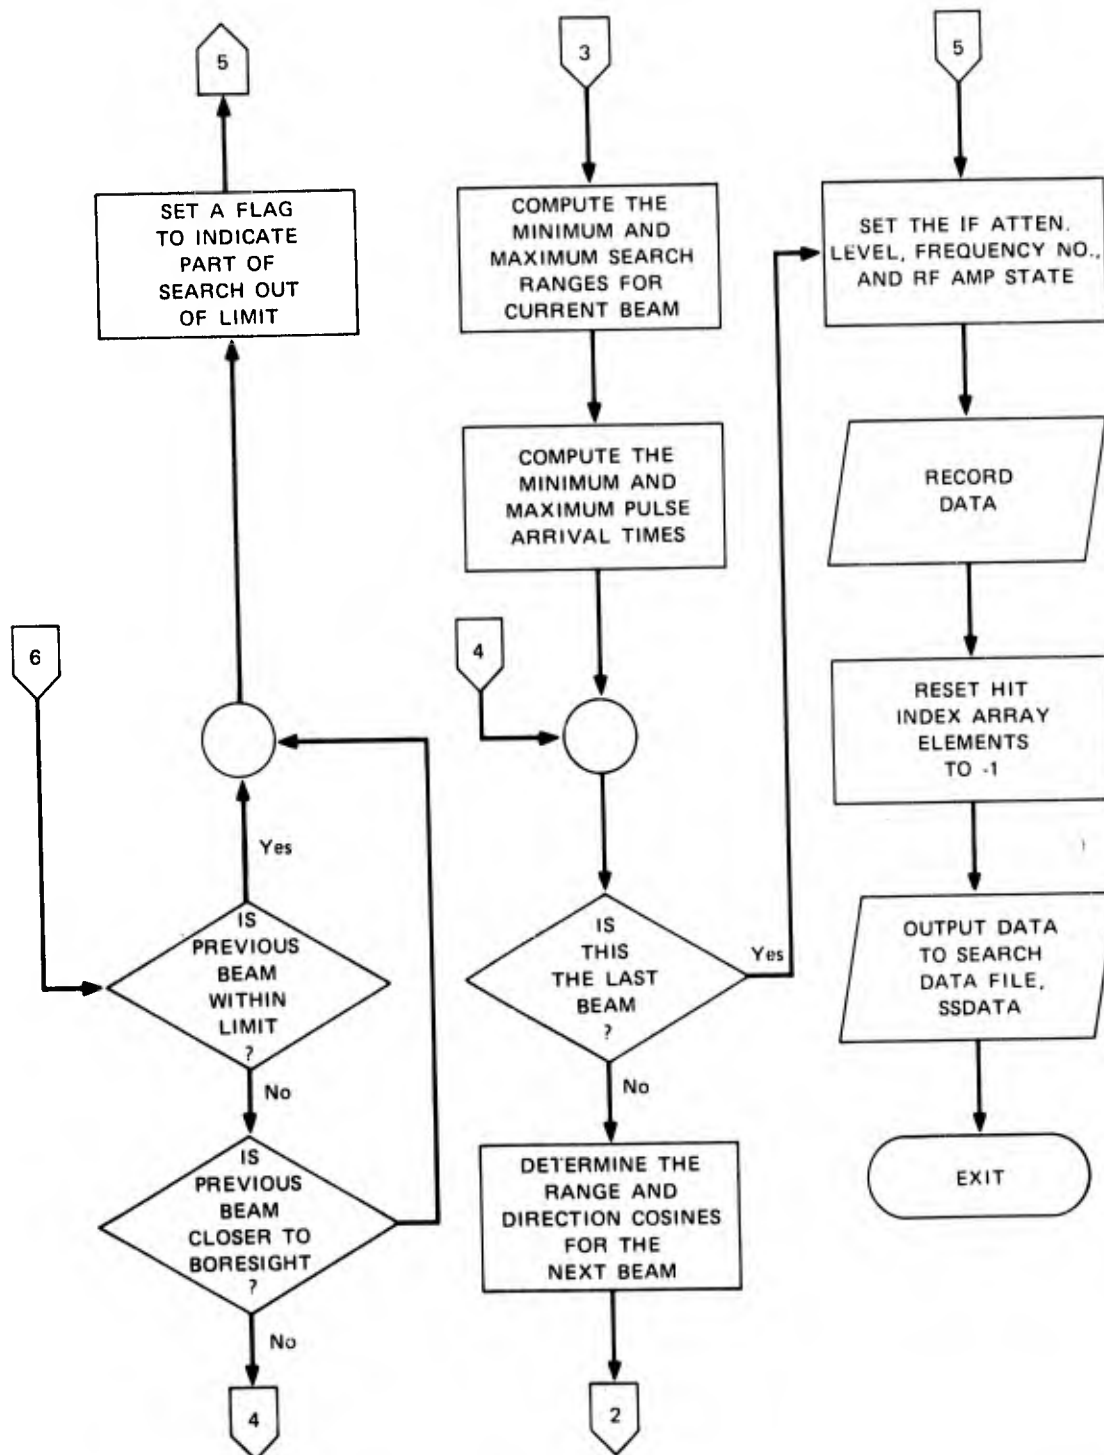 5
SET A FLAG
TO INDICATE
PART OF
SEARCH OUT
OF LIMIT
6
Yes
IS
PREVIOUS
BEAM
WITHIN
LIMIT
?
No
IS
PREVIOUS
BEAM
CLOSER TO
BORESIGHT
?
No
4
3
COMPUTE THE
MINIMUM AND
MAXIMUM SEARCH
RANGES FOR
CURRENT BEAM
COMPUTE THE
MINIMUM AND
MAXIMUM PULSE
ARRIVAL TIMES
4
IS
THIS
THE LAST
BEAM
?
Yes
No
DETERMINE THE
RANGE AND
DIRECTION COSINES
FOR THE
NEXT BEAM
2
5
SET THE IF ATTEN.
LEVEL, FREQUENCY NO.,
AND RF AMP STATE
RECORD
DATA
RESET HIT
INDEX ARRAY
ELEMENTS
TO -1
OUTPUT DATA
TO SEARCH
DATA FILE,
SSDATA
EXIT